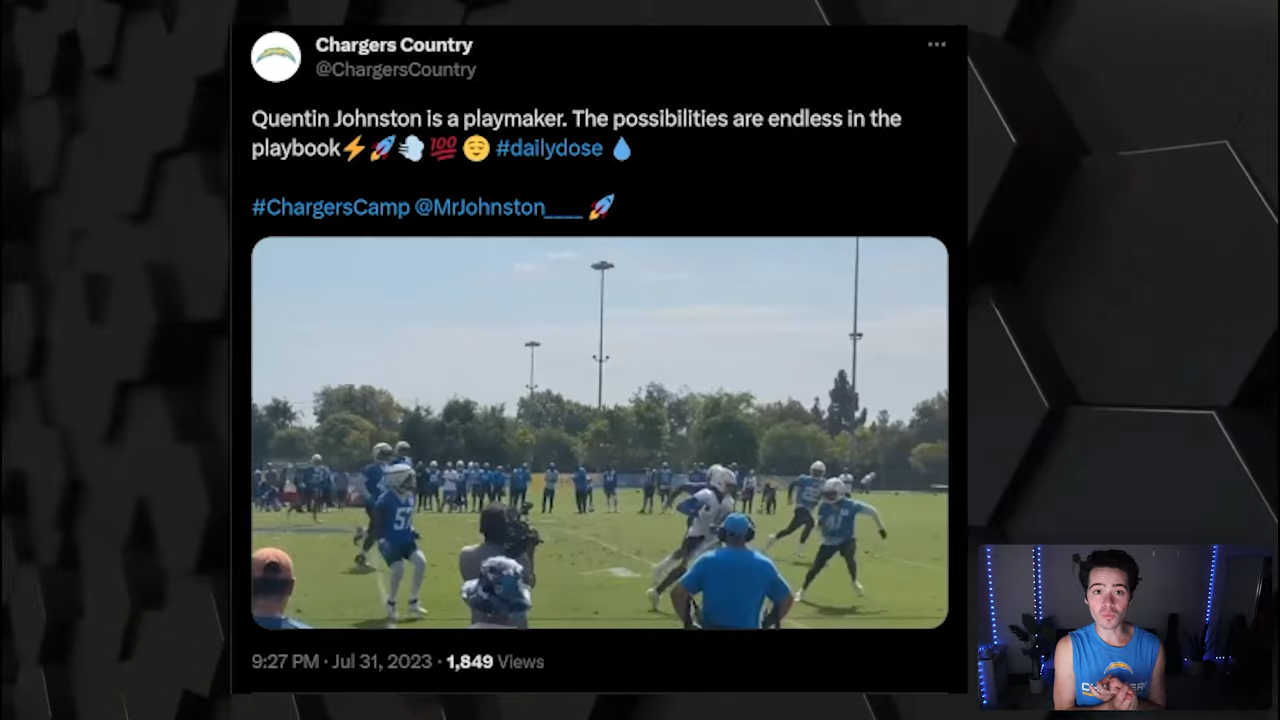 Chargers Country
@ChargersCountry
Quentin Johnston is a playmaker. The possibilities are endless in the
playbook⚡🚀💨 💯 😌 #dailydose 💧
#ChargersCamp @MrJohnston____ 🚀
57
9:27 PM · Jul 31, 2023 · 1,849 Views